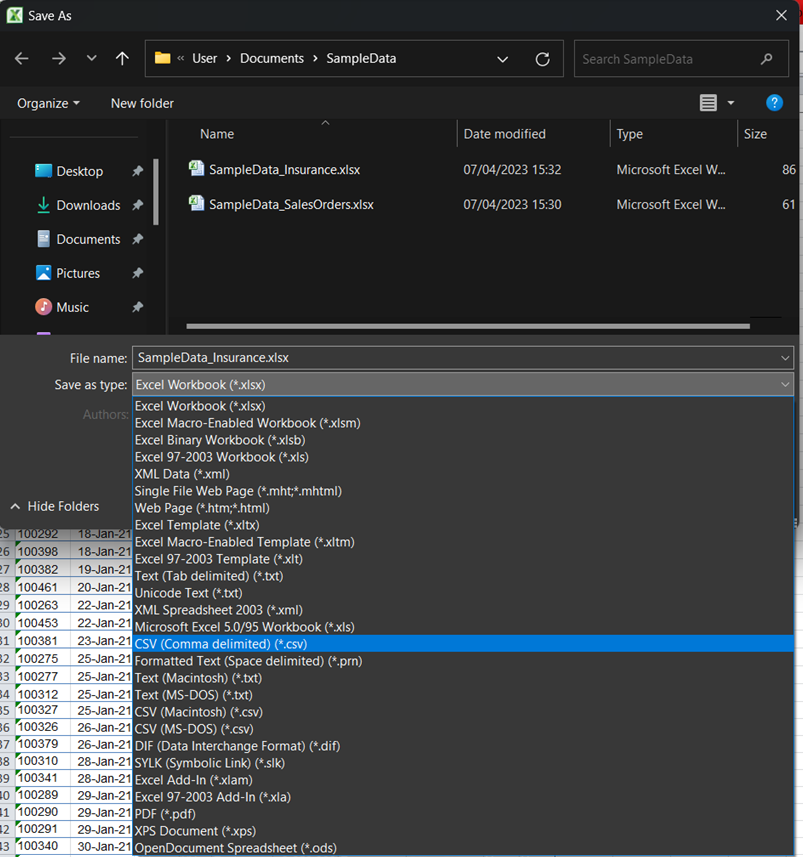 Save As
« User > Documents > SampleData
Search SampleData
Organize New folder
Name Date modified Type Size
Desktop
Downloads
Documents
Pictures
Music
SampleData_Insurance.xlsx 07/04/2023 15:32 Microsoft Excel W... 86
SampleData_SalesOrders.xlsx 07/04/2023 15:30 Microsoft Excel W... 61
File name: SampleData_Insurance.xlsx
Save as type: Excel Workbook (*.xlsx)
Authors:
Hide Folders
Excel Workbook (*.xlsx)
Excel Macro-Enabled Workbook (*.xlsm)
Excel Binary Workbook (*.xlsb)
Excel 97-2003 Workbook (*.xls)
XML Data (*.xml)
Single File Web Page (*.mht;*.mhtml)
Web Page (*.htm;*.html)
Excel Template (*.xltx)
Excel Macro-Enabled Template (*.xltm)
Excel 97-2003 Template (*.xlt)
Text (Tab delimited) (*.txt)
Unicode Text (*.txt)
XML Spreadsheet 2003 (*.xml)
Microsoft Excel 5.0/95 Workbook (*.xls)
CSV (Comma delimited) (*.csv)
Formatted Text (Space delimited) (*.prn)
Text (Macintosh) (*.txt)
Text (MS-DOS) (*.txt)
CSV (Macintosh) (*.csv)
CSV (MS-DOS) (*.csv)
DIF (Data Interchange Format) (*.dif)
SYLK (Symbolic Link) (*.slk)
Excel Add-In (*.xlam)
Excel 97-2003 Add-In (*.xla)
PDF (*.pdf)
XPS Document (*.xps)
OpenDocument Spreadsheet (*.ods)
25 100292 18-Jan-21
26 100398 18-Jan-21
27 100382 19-Jan-21
28 100461 20-Jan-21
29 100263 22-Jan-21
30 100453 22-Jan-21
31 100381 23-Jan-21
32 100275 25-Jan-21
33 100277 25-Jan-21
34 100312 25-Jan-21
35 100327 25-Jan-21
36 100326 26-Jan-21
37 100379 26-Jan-21
38 100310 28-Jan-21
39 100341 28-Jan-21
40 100289 29-Jan-21
41 100290 29-Jan-21
42 100291 29-Jan-21
43 100340 30-Jan-21